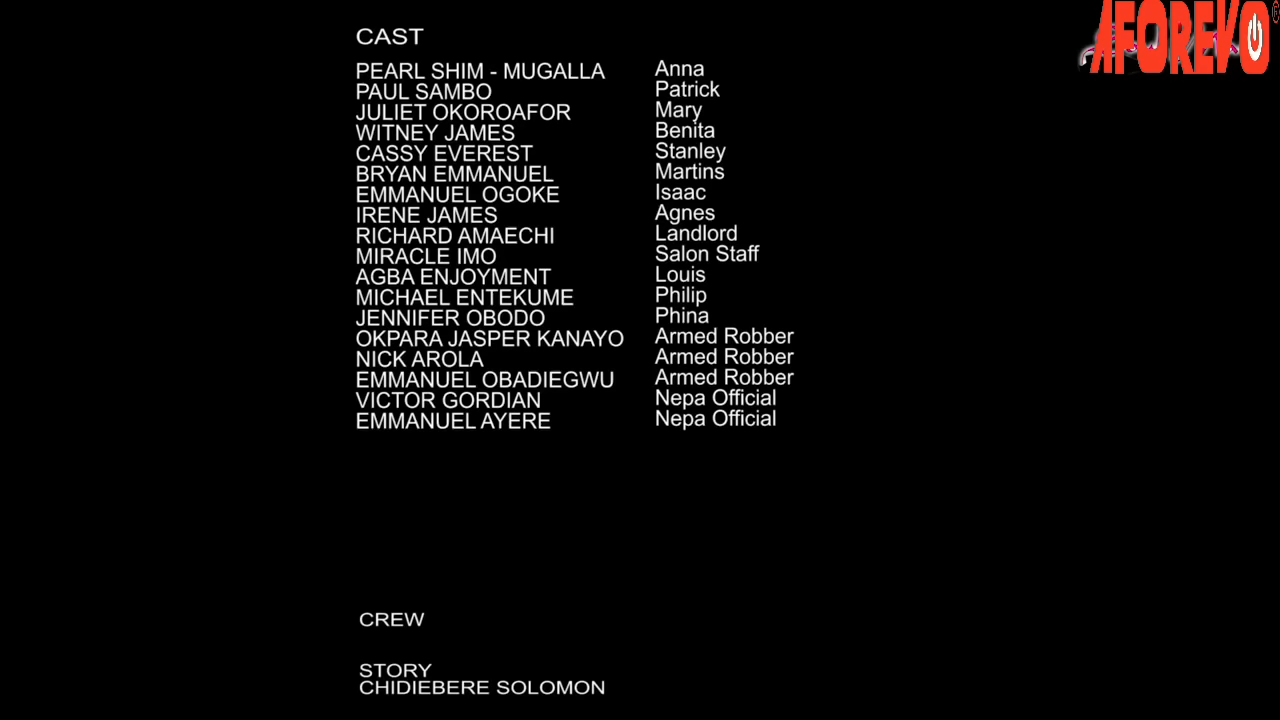 AFOREVO
CAST
PEARL SHIM - MUGALLA Anna
PAUL SAMBO Patrick
JULIET OKOROAFOR Mary
WITNEY JAMES Benita
CASSY EVEREST Stanley
BRYAN EMMANUEL Martins
EMMANUEL OGOKE Isaac
IRENE JAMES Agnes
RICHARD AMAECHI Landlord
MIRACLE IMO Salon Staff
AGBA ENJOYMENT Louis
MICHAEL ENTEKUME Philip
JENNIFER OBODO Phina
OKPARA JASPER KANAYO Armed Robber
NICK AROLA Armed Robber
EMMANUEL OBADIEGWU Armed Robber
VICTOR GORDIAN Nepa Official
EMMANUEL AYERE Nepa Official
CREW
STORY
CHIDIEBERE SOLOMON